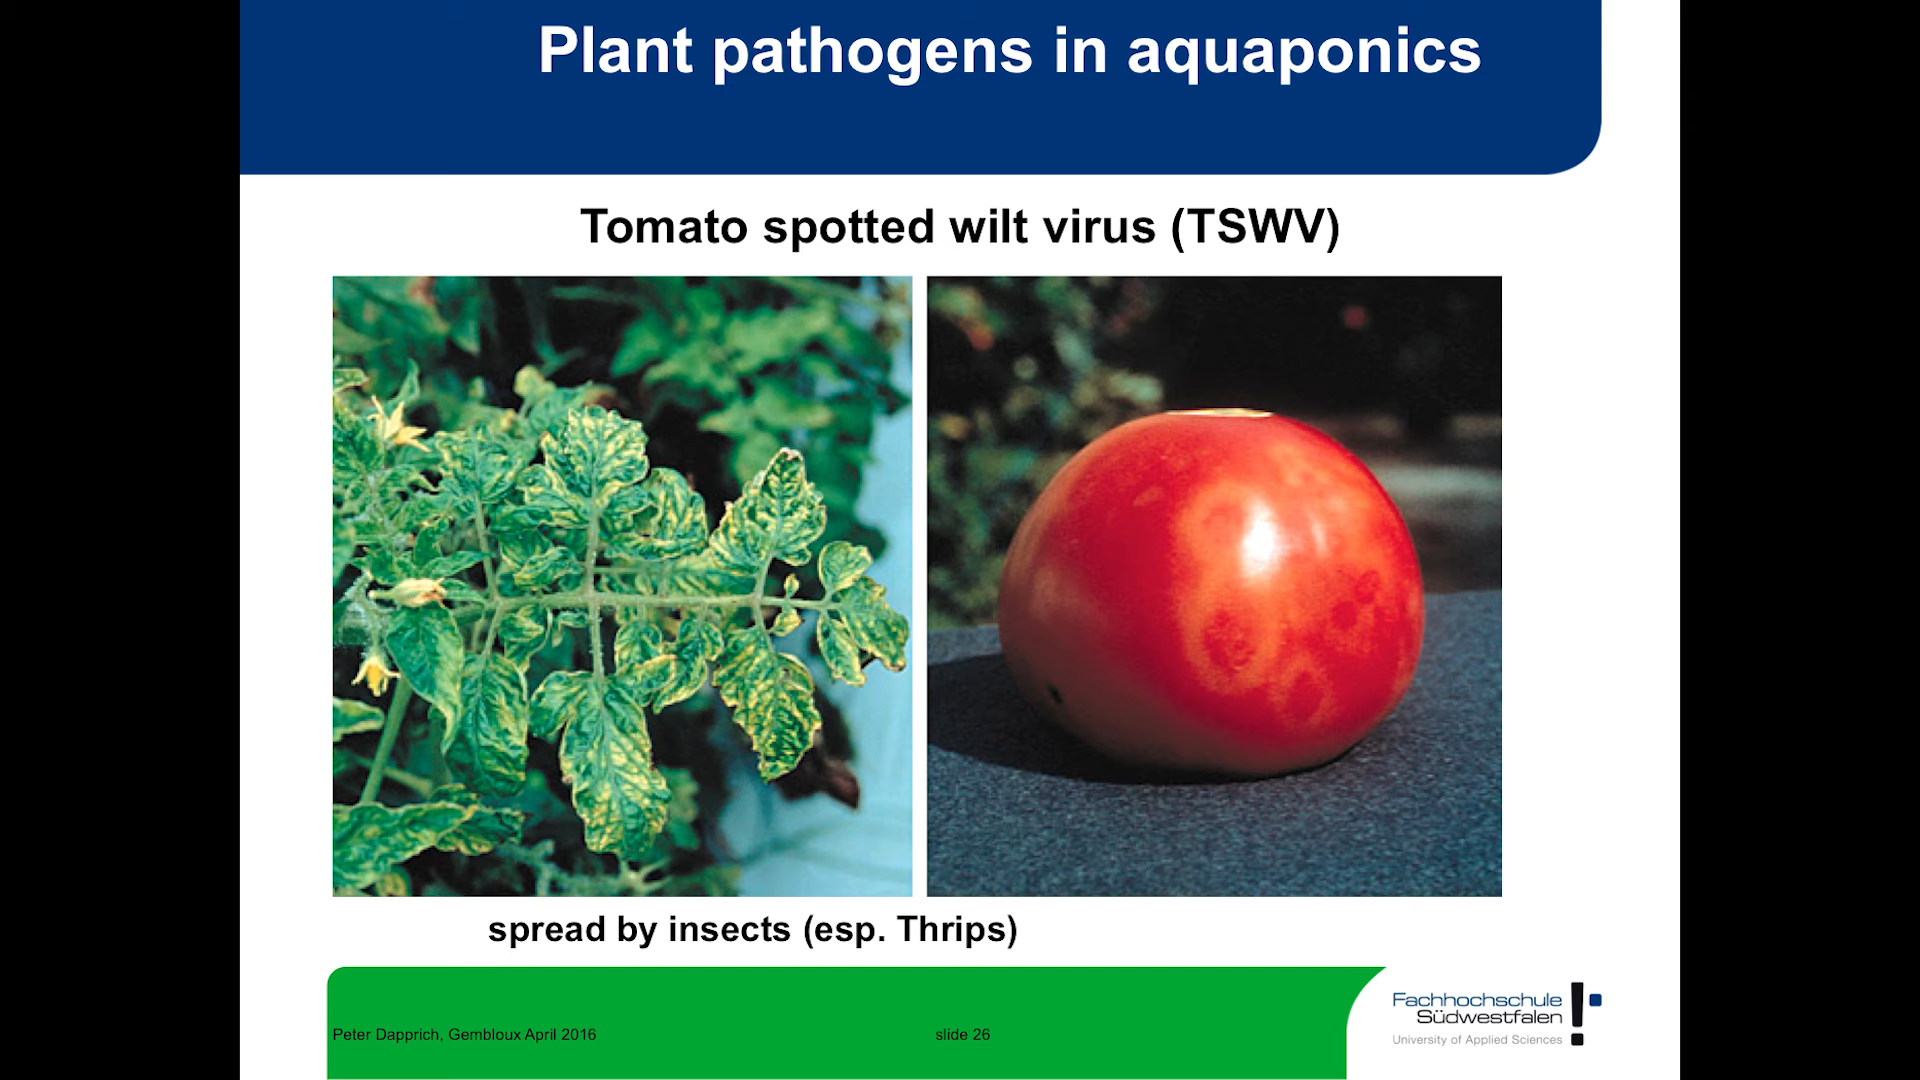 Plant pathogens in aquaponics
Tomato spotted wilt virus (TSWV)
spread by insects (esp. Thrips)
Peter Dapprich, Gembloux April 2016
slide 26
Fachhochschule
Südwestfalen
University of Applied Sciences